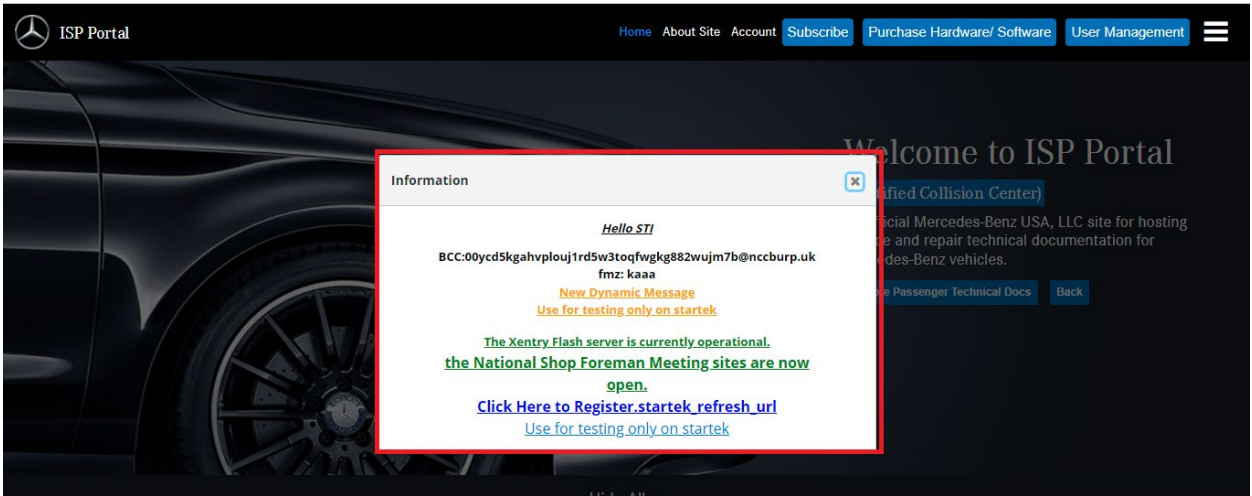 ISP Portal
Home About Site Account Subscribe Purchase Hardware/ Software User Management
Welcome to ISP Portal
Information
Collision Center)
Mercedes-Benz USA, LLC site for hosting
and repair technical documentation for
vehicles.
Passenger Technical Docs Back
Hello STI
BCC:00ycd5kgahvplouj1rd5w3toqfwgkg882wujm7b@nccburp.uk
fmz: kaaa
New Dynamic Message
Use for testing only on startek
The Xentry Flash server is currently operational.
the National Shop Foreman Meeting sites are now
open.
Click Here to Register.startek_refresh_url
Use for testing only on startek